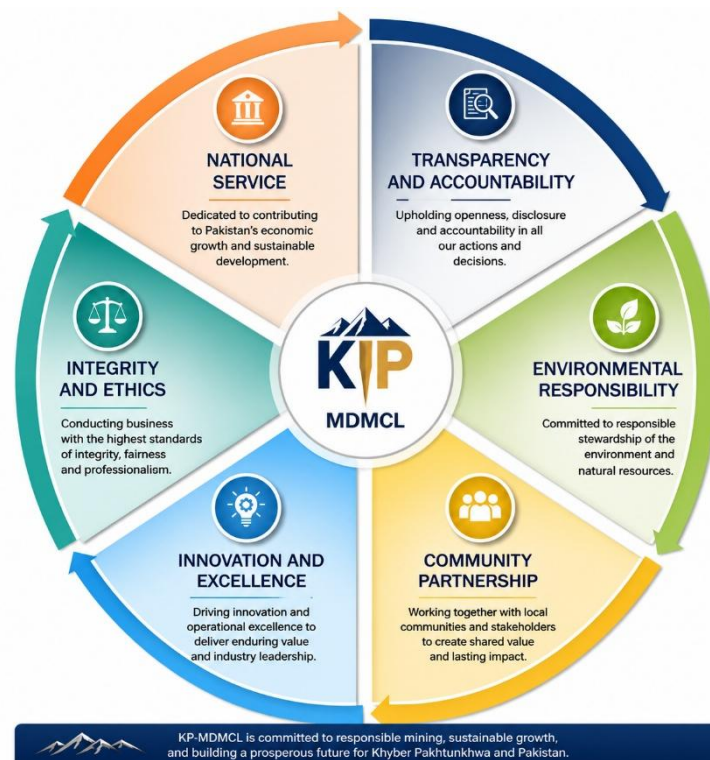 NATIONAL
SERVICE
Dedicated to contributing
to Pakistan's economic
growth and sustainable
development.
TRANSPARENCY
AND ACCOUNTABILITY
Upholding openness, disclosure
and accountability in all
our actions and
decisions.
INTEGRITY
AND ETHICS
Conducting business
with the highest standards
of integrity, fairness
and professionalism.
KIP
MDMCL
ENVIRONMENTAL
RESPONSIBILITY
Committed to responsible
stewardship of the
environment and
natural resources.
INNOVATION AND
EXCELLENCE
Driving innovation and
operational excellence to
deliver enduring value
and industry leadership.
COMMUNITY
PARTNERSHIP
Working together with local
communities and stakeholders
to create shared value
and lasting impact.
KP-MDMCL is committed to responsible mining, sustainable growth,
and building a prosperous future for Khyber Pakhtunkhwa and Pakistan.